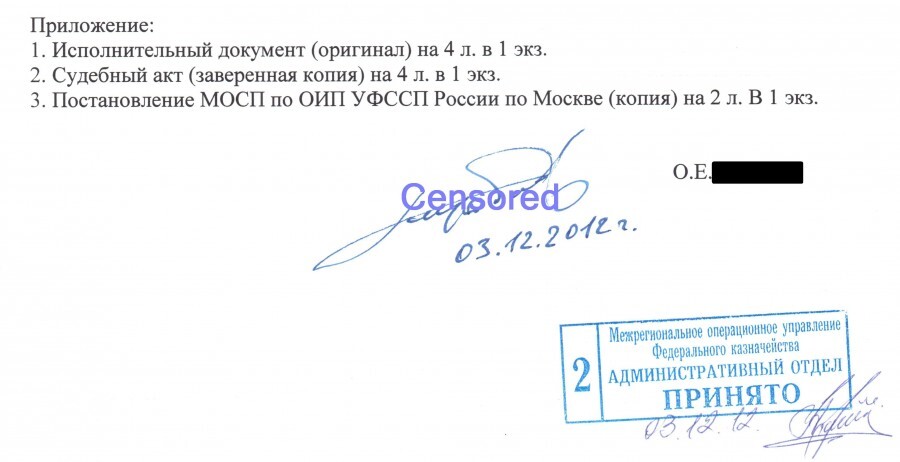 Приложение:
1. Исполнительный документ (оригинал) на 4 л. в 1 экз.
2. Судебный акт (заверенная копия) на 4 л. в 1 экз.
3. Постановление МОСП по ОИП УФССП России по Москве (копия) на 2 л. В 1 экз.
О.Е.
Censored
03.12.2012 г.
Межрегиональное операционное управление
Федерального казначейства
2
АДМИНИСТРАТИВНЫЙ ОТДЕЛ
ПРИНЯТО
03.12.12.